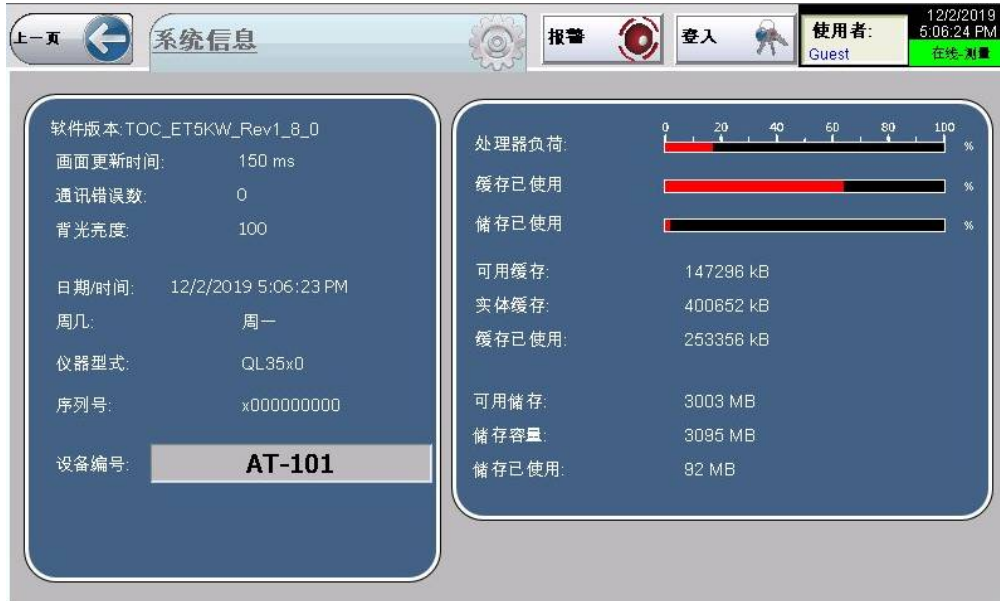 上一页
系统信息
报警
登入
使用者:
Guest
12/2/2019
5:06:24 PM
在线-测量
软件版本:TOC_ET5KW_Rev1_8_0
画面更新时间: 150 ms
通讯错误数: 0
背光亮度: 100
日期/时间: 12/2/2019 5:06:23 PM
周几: 周一
仪器型式: QL35x0
序列号: x000000000
设备编号: AT-101
0 20 40 60 80 100
处理器负荷: %
缓存已使用 %
储存已使用 %
可用缓存: 147296 kB
实体缓存: 400652 kB
缓存已使用: 253356 kB
可用储存: 3003 MB
储存容量: 3095 MB
储存已使用: 92 MB